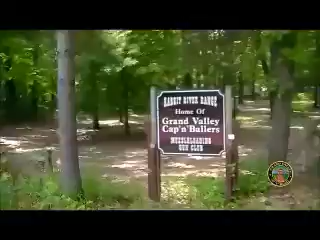 RABBIT RIVER RANGE
Home Of
Grand Valley
Cap'n'Ballers
MUZZLELOADING
GUN CLUB